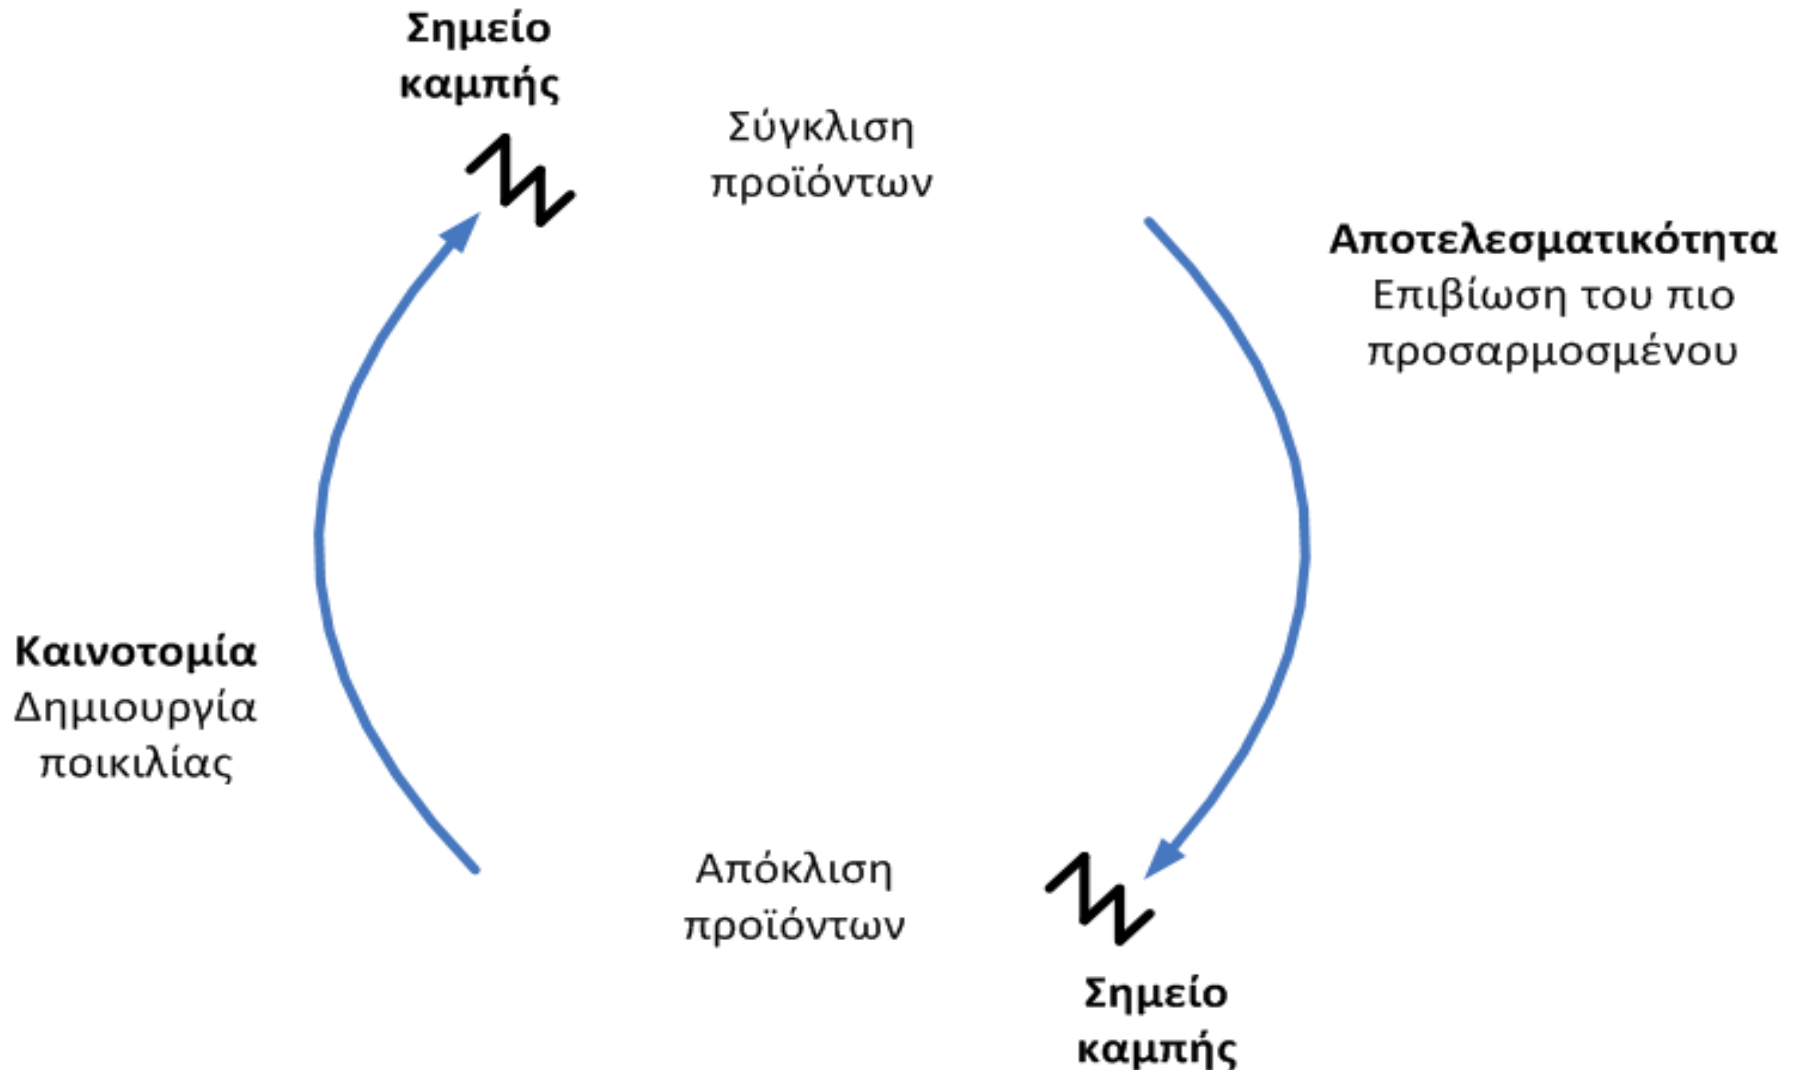 Σημείο
καμπής
Σύγκλιση
προϊόντων
Αποτελεσματικότητα
Επιβίωση του πιο
προσαρμοσμένου
Καινοτομία
Δημιουργία
ποικιλίας
Απόκλιση
προϊόντων
Σημείο
καμπής